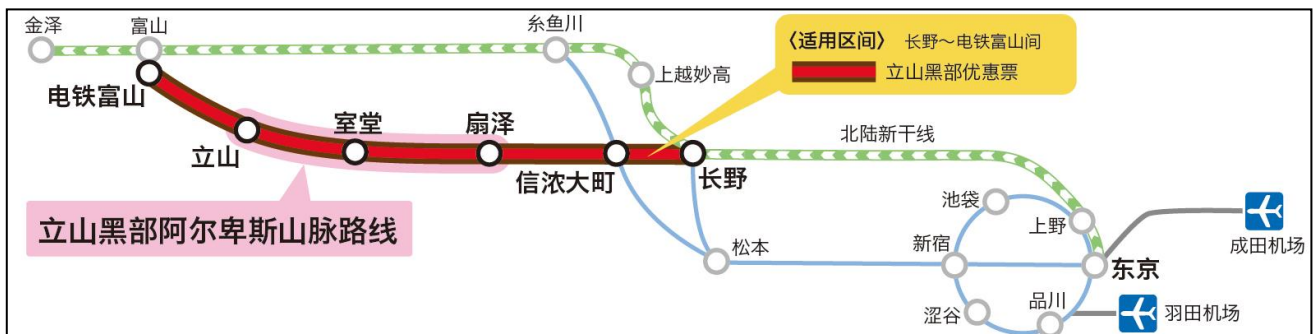 金泽
富山
糸鱼川
〈适用区间〉 长野～电铁富山间
立山黑部优惠票
上越妙高
电铁富山
立山
室堂
扇泽
信浓大町
长野
北陆新干线
立山黑部阿尔卑斯山脉路线
池袋
上野
成田机场
新宿
松本
东京
涩谷
品川
羽田机场